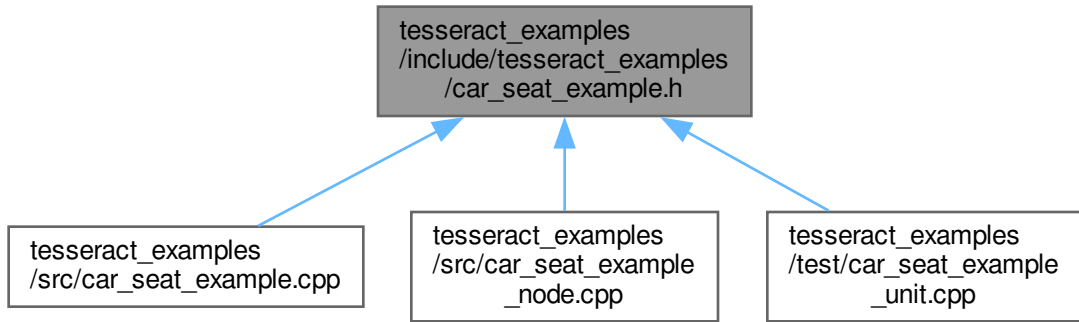 tesseract_examples
/include/tesseract_examples
/car_seat_example.h
tesseract_examples
/src/car_seat_example.cpp
tesseract_examples
/src/car_seat_example
_node.cpp
tesseract_examples
/test/car_seat_example
_unit.cpp